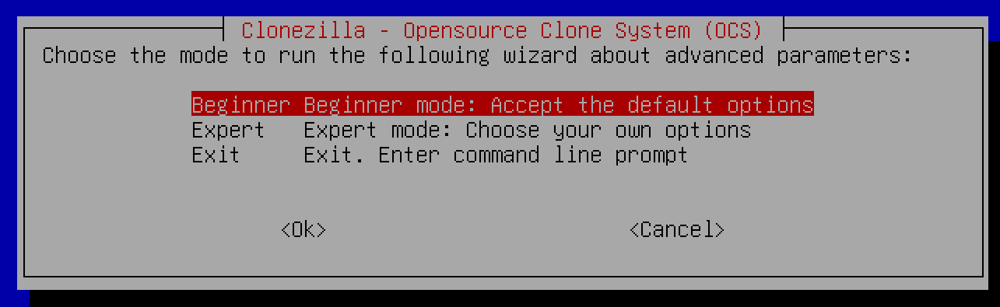 Clonezilla - Opensource Clone System (OCS)
Choose the mode to run the following wizard about advanced parameters:
Beginner Beginner mode: Accept the default options
Expert Expert mode: Choose your own options
Exit Exit. Enter command line prompt
<Ok> <Cancel>